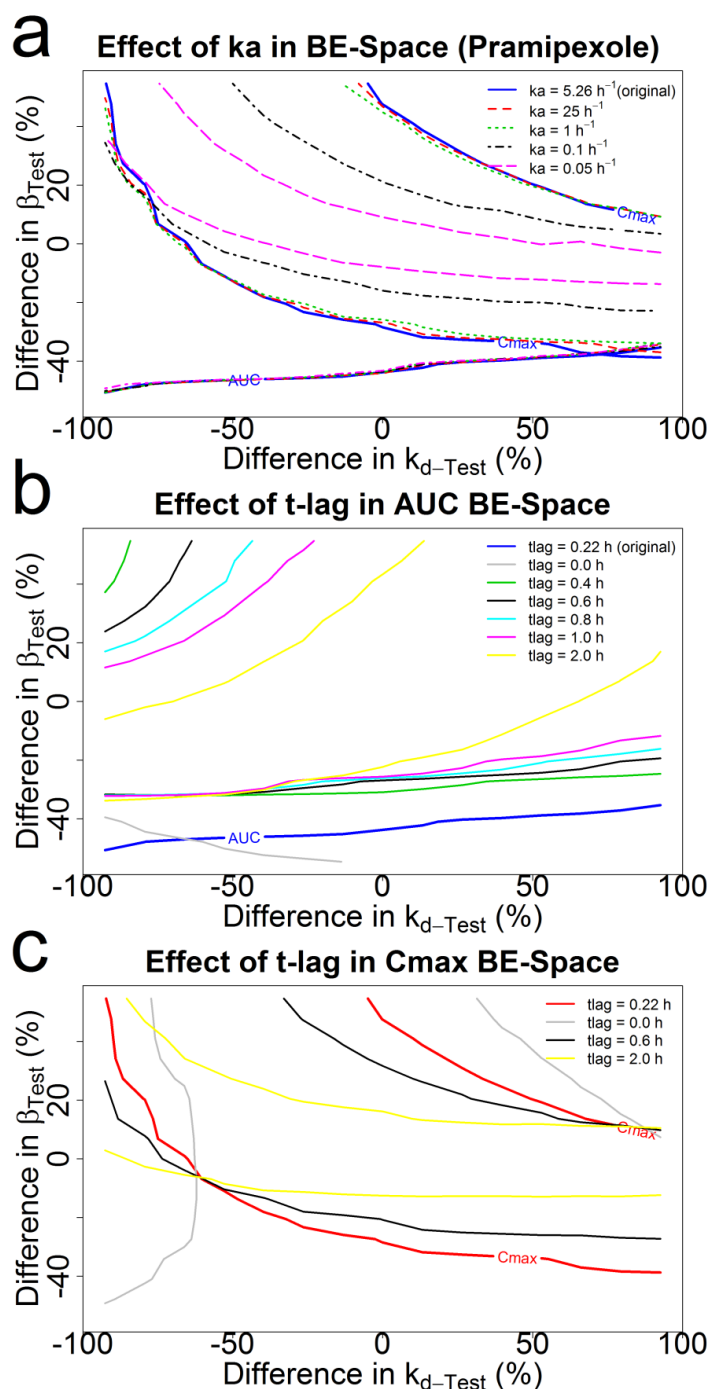 a
Effect of ka in BE-Space (Pramipexole)
ka = 5.26 h⁻¹(original)
ka = 25 h⁻¹
ka = 1 h⁻¹
ka = 0.1 h⁻¹
ka = 0.05 h⁻¹
Cmax
Cmax
AUC
20
0
-40
Difference in βTest (%)
-100
-50
0
50
100
Difference in kd−Test (%)
b
Effect of t-lag in AUC BE-Space
tlag = 0.22 h (original)
tlag = 0.0 h
tlag = 0.4 h
tlag = 0.6 h
tlag = 0.8 h
tlag = 1.0 h
tlag = 2.0 h
AUC
20
0
-40
Difference in βTest (%)
-100
-50
0
50
100
Difference in kd−Test (%)
c
Effect of t-lag in Cmax BE-Space
tlag = 0.22 h
tlag = 0.0 h
tlag = 0.6 h
tlag = 2.0 h
Cmax
Cmax
20
0
-40
Difference in βTest (%)
-100
-50
0
50
100
Difference in kd−Test (%)